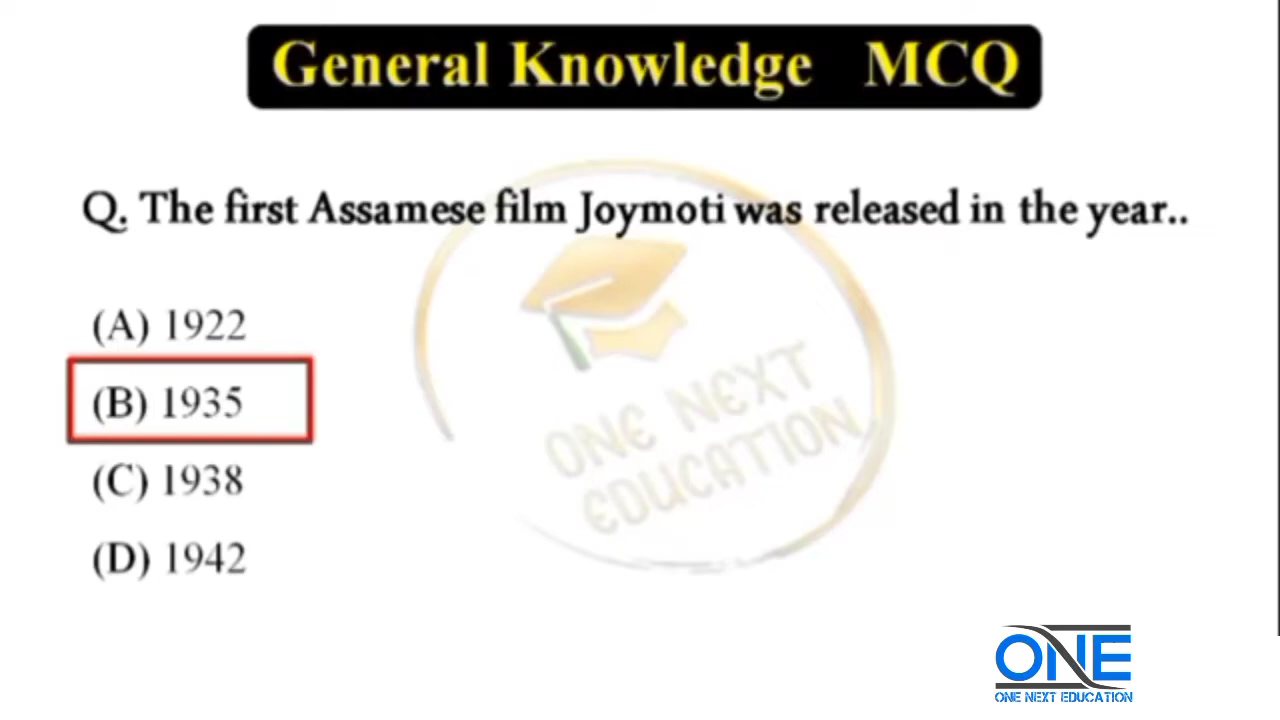 General Knowledge MCQ
Q. The first Assamese film Joymoti was released in the year..
(A) 1922
(B) 1935
(C) 1938
(D) 1942
ONE NEXT
EDUCATION
ONE
ONE NEXT EDUCATION